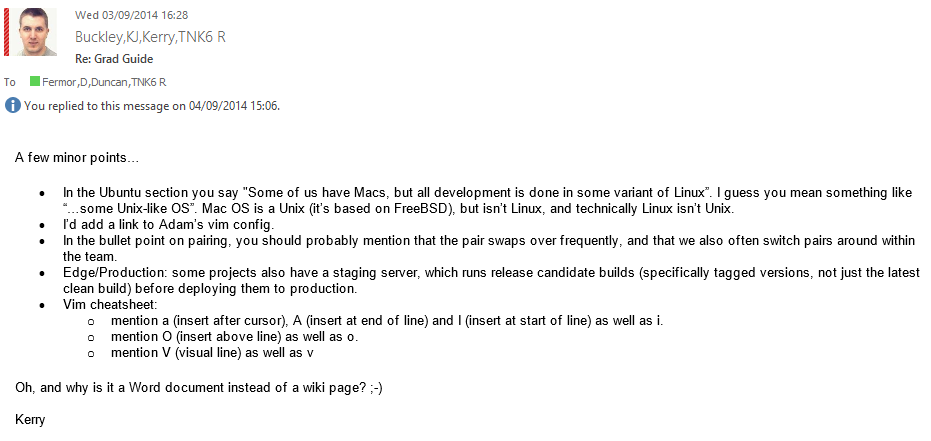 Wed 03/09/2014 16:28
Buckley,KJ,Kerry,TNK6 R
Re: Grad Guide
To Fermor,D,Duncan,TNK6 R
You replied to this message on 04/09/2014 15:06.
A few minor points…
• In the Ubuntu section you say "Some of us have Macs, but all development is done in some variant of Linux”. I guess you mean something like
“…some Unix-like OS”. Mac OS is a Unix (it’s based on FreeBSD), but isn’t Linux, and technically Linux isn’t Unix.
• I’d add a link to Adam’s vim config.
• In the bullet point on pairing, you should probably mention that the pair swaps over frequently, and that we also often switch pairs around within
the team.
• Edge/Production: some projects also have a staging server, which runs release candidate builds (specifically tagged versions, not just the latest
clean build) before deploying them to production.
• Vim cheatsheet:
o mention a (insert after cursor), A (insert at end of line) and I (insert at start of line) as well as i.
o mention O (insert above line) as well as o.
o mention V (visual line) as well as v
Oh, and why is it a Word document instead of a wiki page? ;-)
Kerry